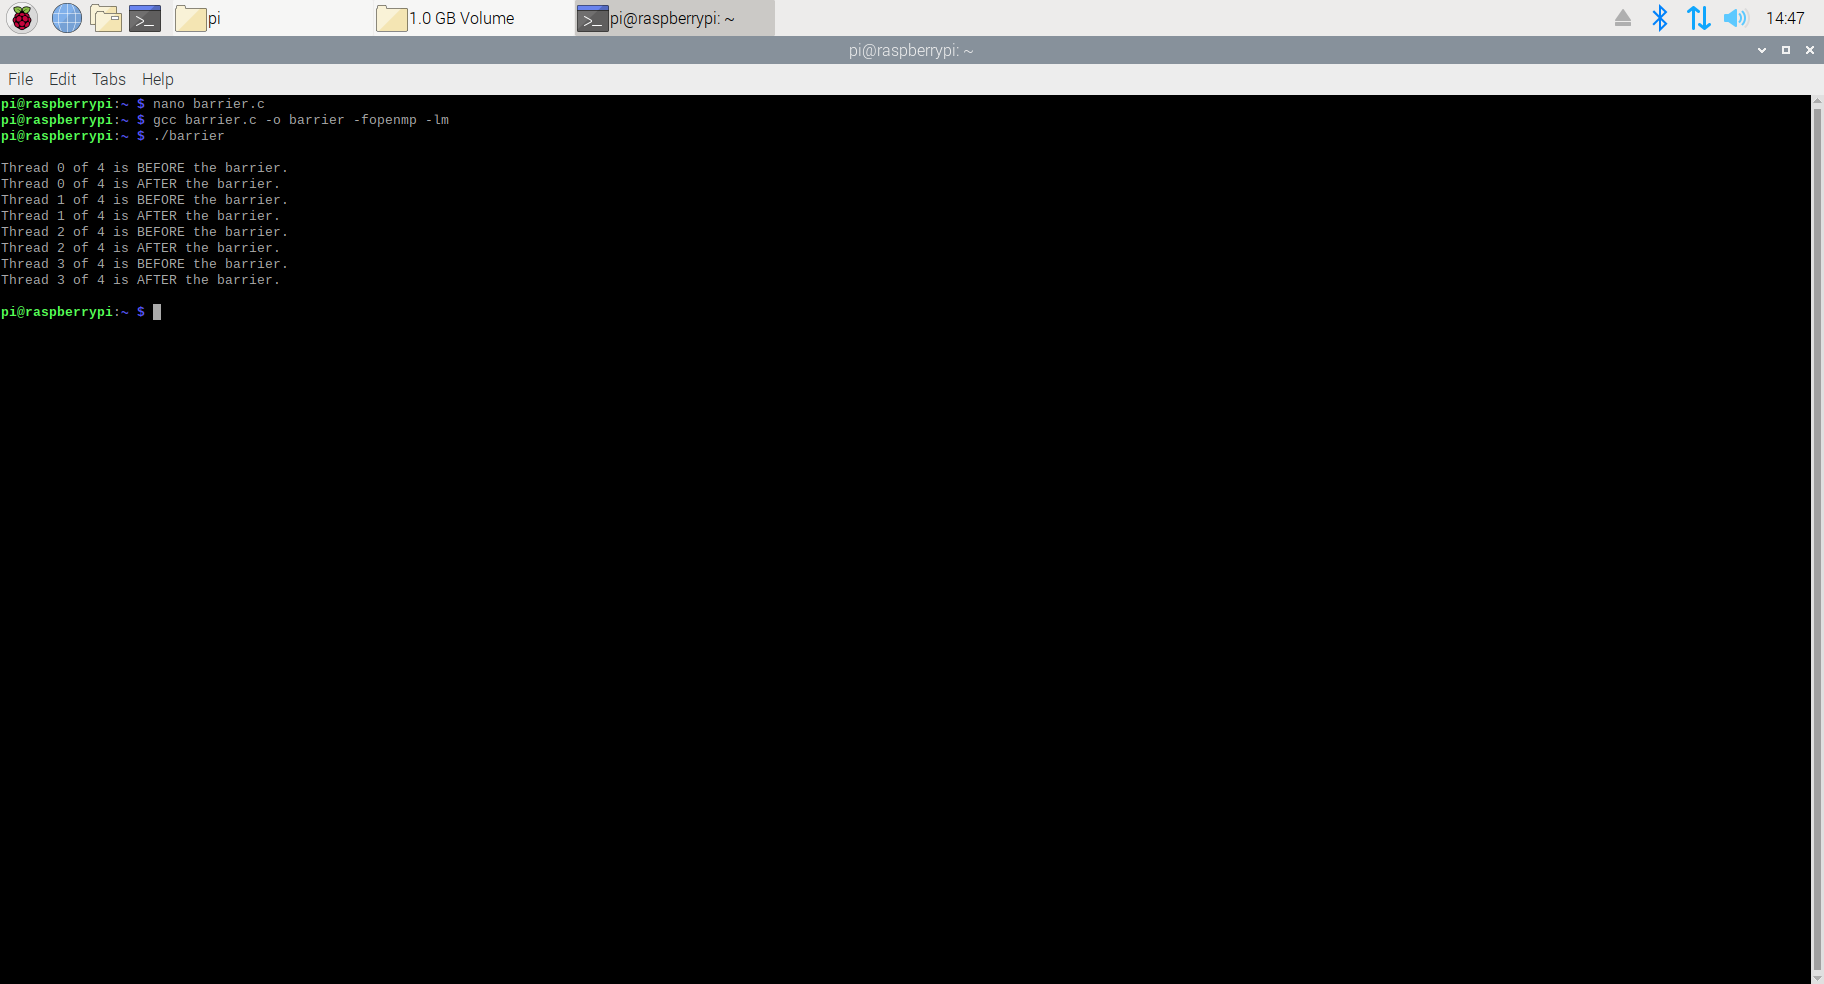 pi
1.0 GB Volume
pi@raspberrypi: ~
14:47
pi@raspberrypi: ~
File Edit Tabs Help
pi@raspberrypi:~ $ nano barrier.c
pi@raspberrypi:~ $ gcc barrier.c -o barrier -fopenmp -lm
pi@raspberrypi:~ $ ./barrier
Thread 0 of 4 is BEFORE the barrier.
Thread 0 of 4 is AFTER the barrier.
Thread 1 of 4 is BEFORE the barrier.
Thread 1 of 4 is AFTER the barrier.
Thread 2 of 4 is BEFORE the barrier.
Thread 2 of 4 is AFTER the barrier.
Thread 3 of 4 is BEFORE the barrier.
Thread 3 of 4 is AFTER the barrier.
pi@raspberrypi:~ $